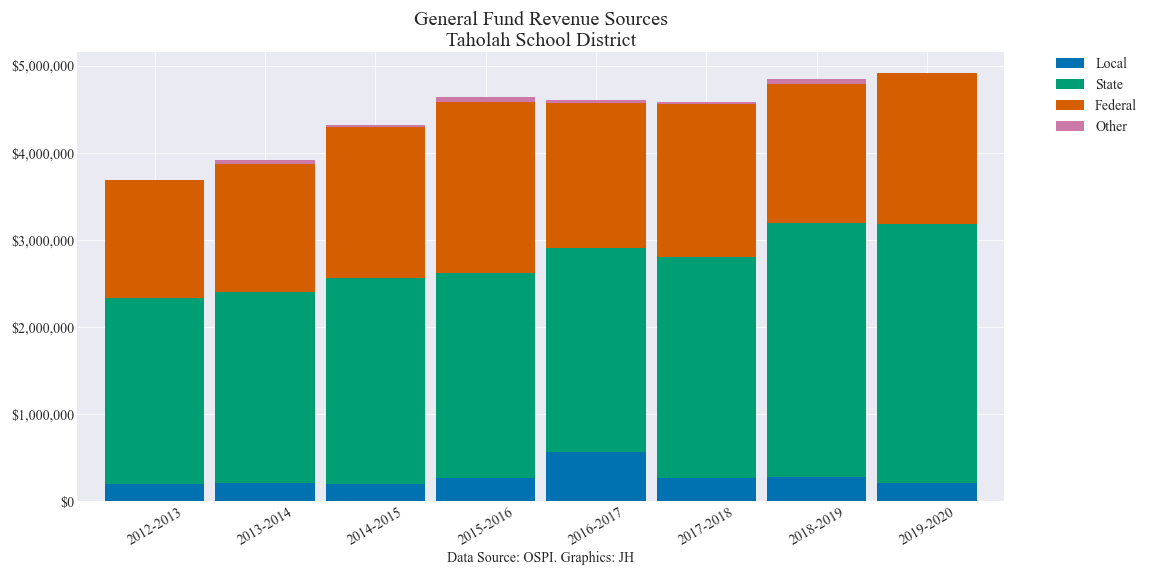 General Fund Revenue Sources
Taholah School District
$5,000,000
$4,000,000
$3,000,000
$2,000,000
$1,000,000
$0
Local
State
Federal
Other
2012-2013
2013-2014
2014-2015
2015-2016
2016-2017
2017-2018
2018-2019
2019-2020
Data Source: OSPI. Graphics: JH